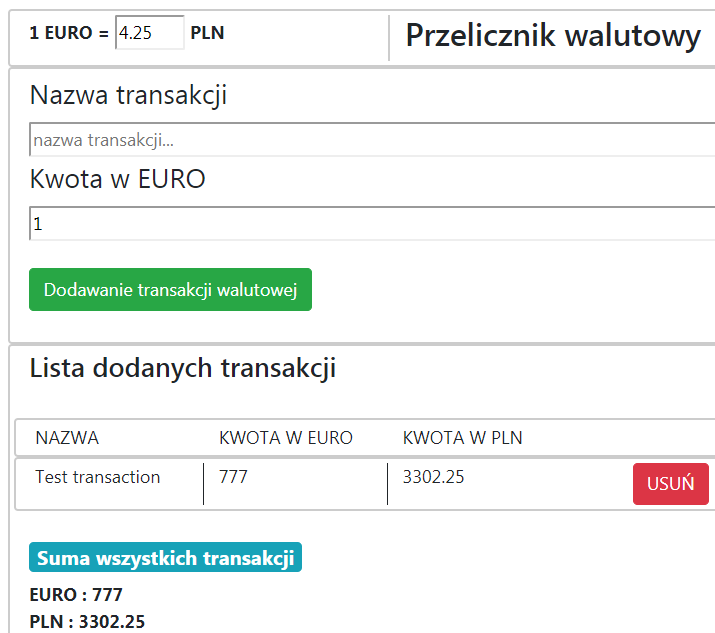 1 EURO = 4.25 PLN
Przelicznik walutowy
Nazwa transakcji
nazwa transakcji...
Kwota w EURO
1
Dodawanie transakcji walutowej
Lista dodanych transakcji
NAZWA KWOTA W EURO KWOTA W PLN
Test transaction 777 3302.25 USUŃ
Suma wszystkich transakcji
EURO : 777
PLN : 3302.25